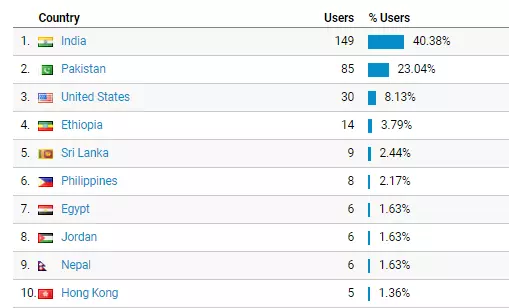 Country Users % Users
1. India 149 40.38%
2. Pakistan 85 23.04%
3. United States 30 8.13%
4. Ethiopia 14 3.79%
5. Sri Lanka 9 2.44%
6. Philippines 8 2.17%
7. Egypt 6 1.63%
8. Jordan 6 1.63%
9. Nepal 6 1.63%
10. Hong Kong 5 1.36%